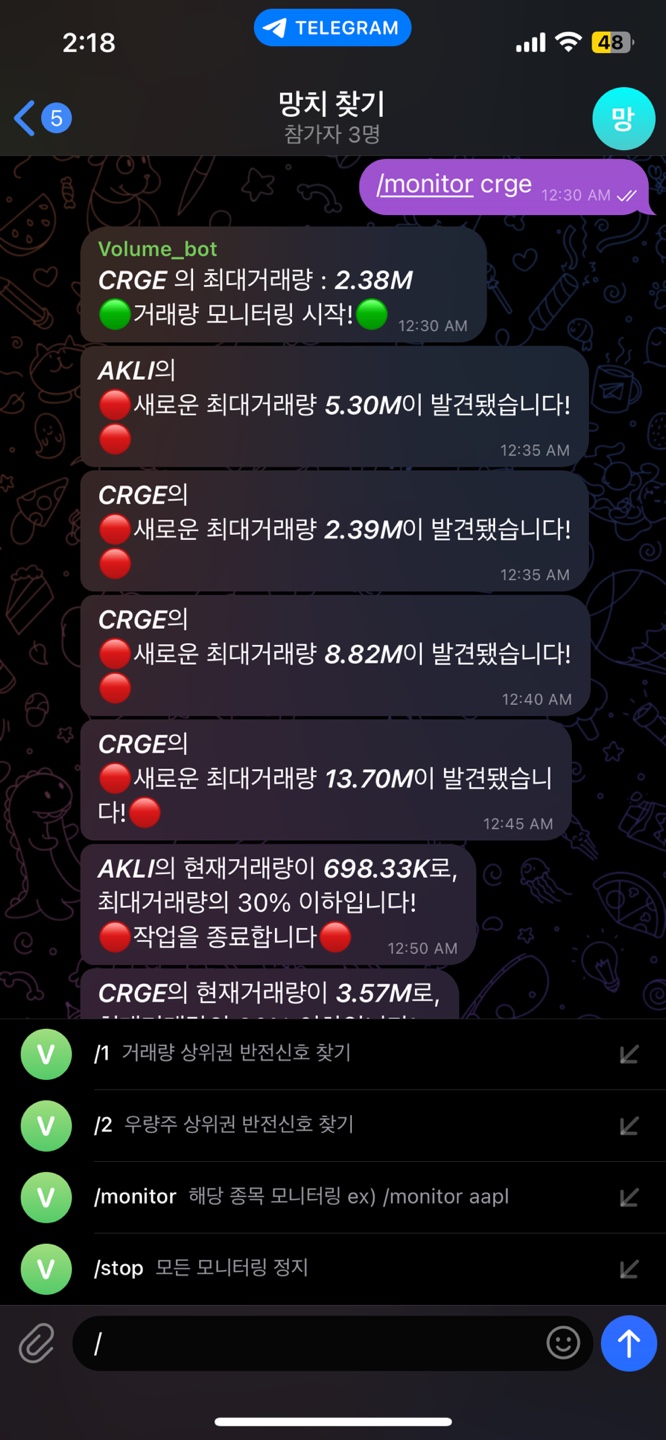 2:18
TELEGRAM
48
5
망치 찾기
참가자 3명
망
/monitor crge 12:30 AM
Volume_bot
CRGE 의 최대거래량 : 2.38M
거래량 모니터링 시작! 12:30 AM
AKLI의
새로운 최대거래량 5.30M이 발견됐습니다!
12:35 AM
CRGE의
새로운 최대거래량 2.39M이 발견됐습니다!
12:35 AM
CRGE의
새로운 최대거래량 8.82M이 발견됐습니다!
12:40 AM
CRGE의
새로운 최대거래량 13.70M이 발견됐습니
다! 12:45 AM
AKLI의 현재거래량이 698.33K로,
최대거래량의 30% 이하입니다!
작업을 종료합니다 12:50 AM
CRGE의 현재거래량이 3.57M로,
V /1 거래량 상위권 반전신호 찾기
V /2 우량주 상위권 반전신호 찾기
V /monitor 해당 종목 모니터링 ex) /monitor aapl
V /stop 모든 모니터링 정지
/